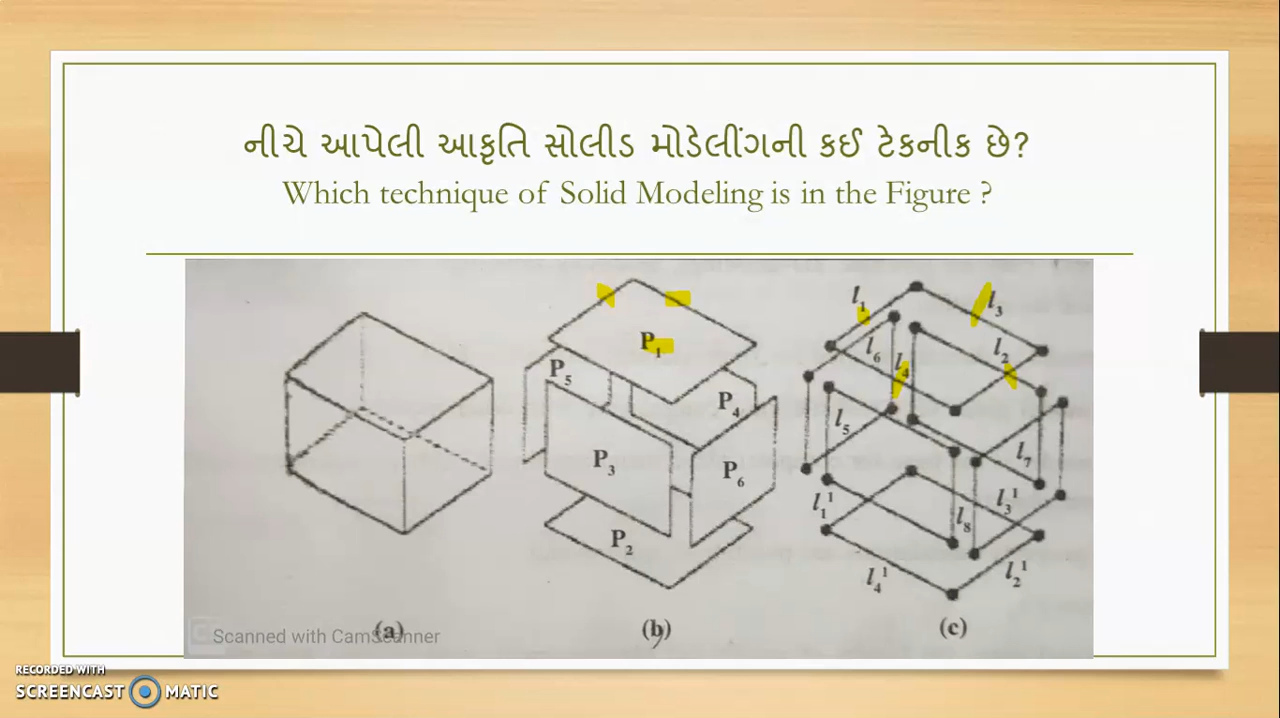 નીચે આપેલી આકૃતિ સોલીડ મોડેલીંગની કઈ ટેકનીક છે?
Which technique of Solid Modeling is in the Figure ?
P₁
P₅
P₄
P₃
P₆
P₂
l₁
l₃
l₆
l₄
l₂
l₅
l₇
l₁¹
l₈
l₃¹
l₄¹
l₂¹
(a)
(b)
(c)
Scanned with CamScanner
RECORDED WITH
SCREENCAST MATIC